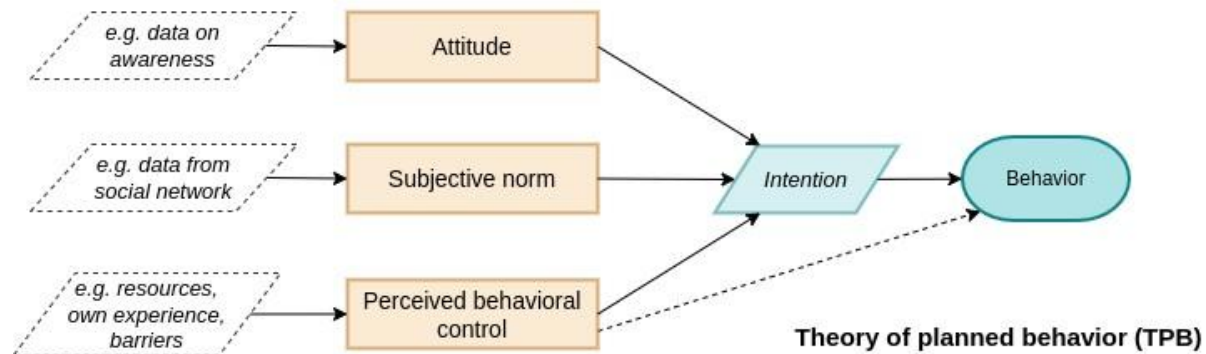 e.g. data on
awareness
Attitude
e.g. data from
social network
Subjective norm
Intention
Behavior
e.g. resources,
own experience,
barriers
Perceived behavioral
control
Theory of planned behavior (TPB)